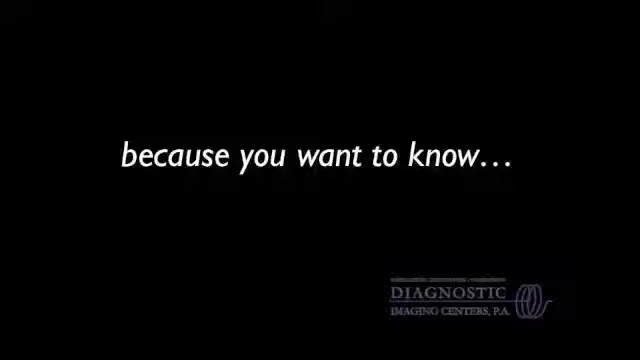 because you want to know...
DIAGNOSTIC
IMAGING CENTERS, P.A.